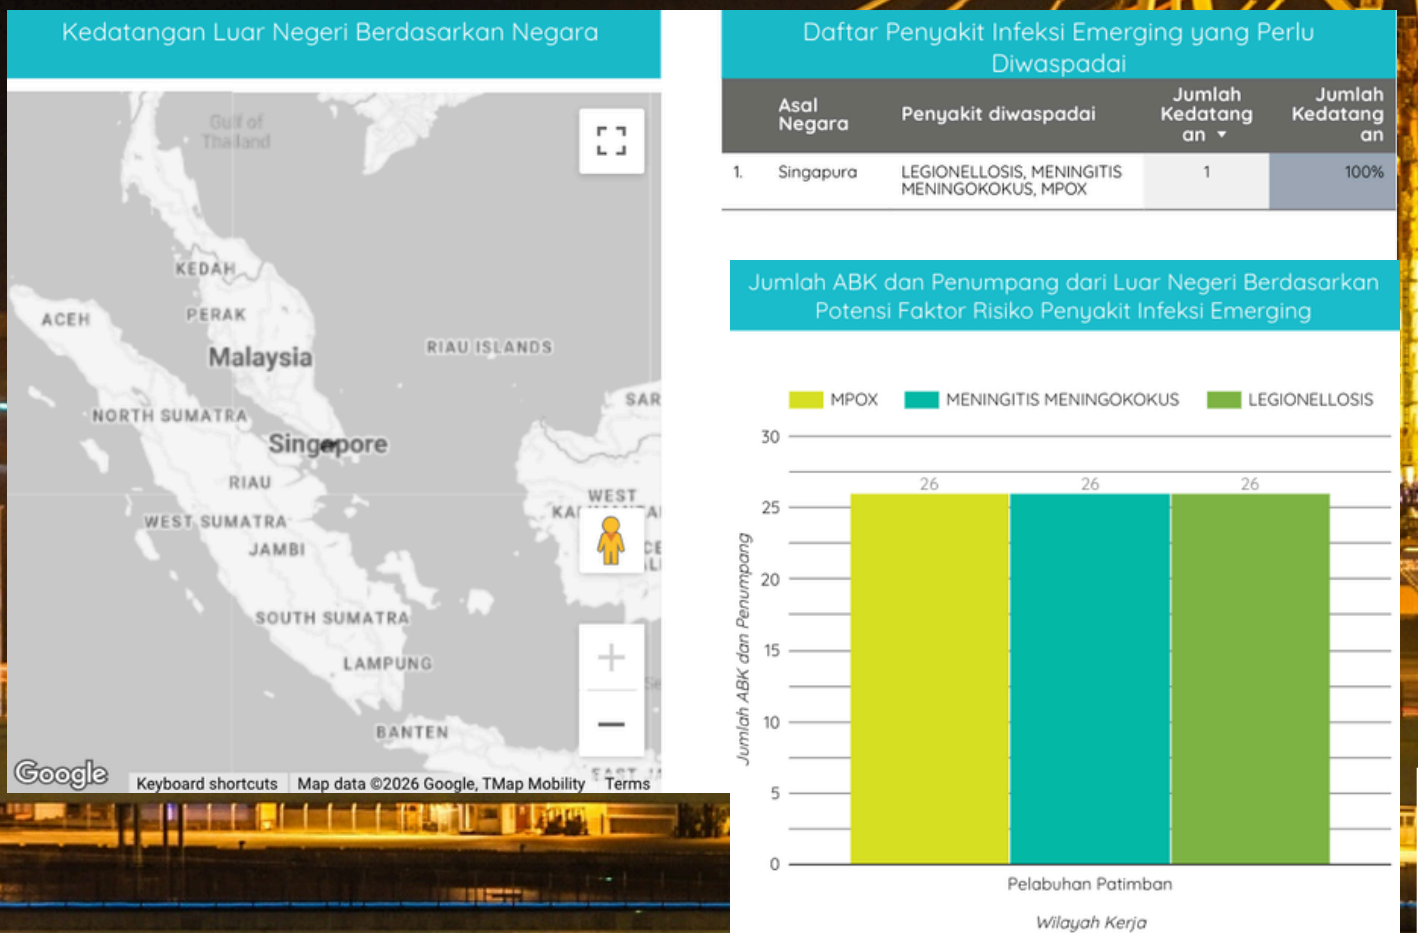 Kedatangan Luar Negeri Berdasarkan Negara
Gulf of
Thailand
KEDAH
ACEH
PERAK
Malaysia
RIAU ISLANDS
NORTH SUMATRA
SAR
Singapore
RIAU
WEST
WEST SUMATRA
JAMBI
SOUTH SUMATRA
LAMPUNG
BANTEN
Google
Keyboard shortcuts
Map data ©2026 Google, TMap Mobility
Terms
Daftar Penyakit Infeksi Emerging yang Perlu
Diwaspadai
Asal
Negara
Penyakit diwaspadai
Jumlah
Kedatang
an
Jumlah
Kedatang
an
1. Singapura LEGIONELLOSIS, MENINGITIS 1 100%
MENINGOKOKUS, MPOX
Jumlah ABK dan Penumpang dari Luar Negeri Berdasarkan
Potensi Faktor Risiko Penyakit Infeksi Emerging
MPOX MENINGITIS MENINGOKOKUS LEGIONELLOSIS
Jumlah ABK dan Penumpang
30
25
20
15
10
5
0
26 26 26
Pelabuhan Patimban
Wilayah Kerja